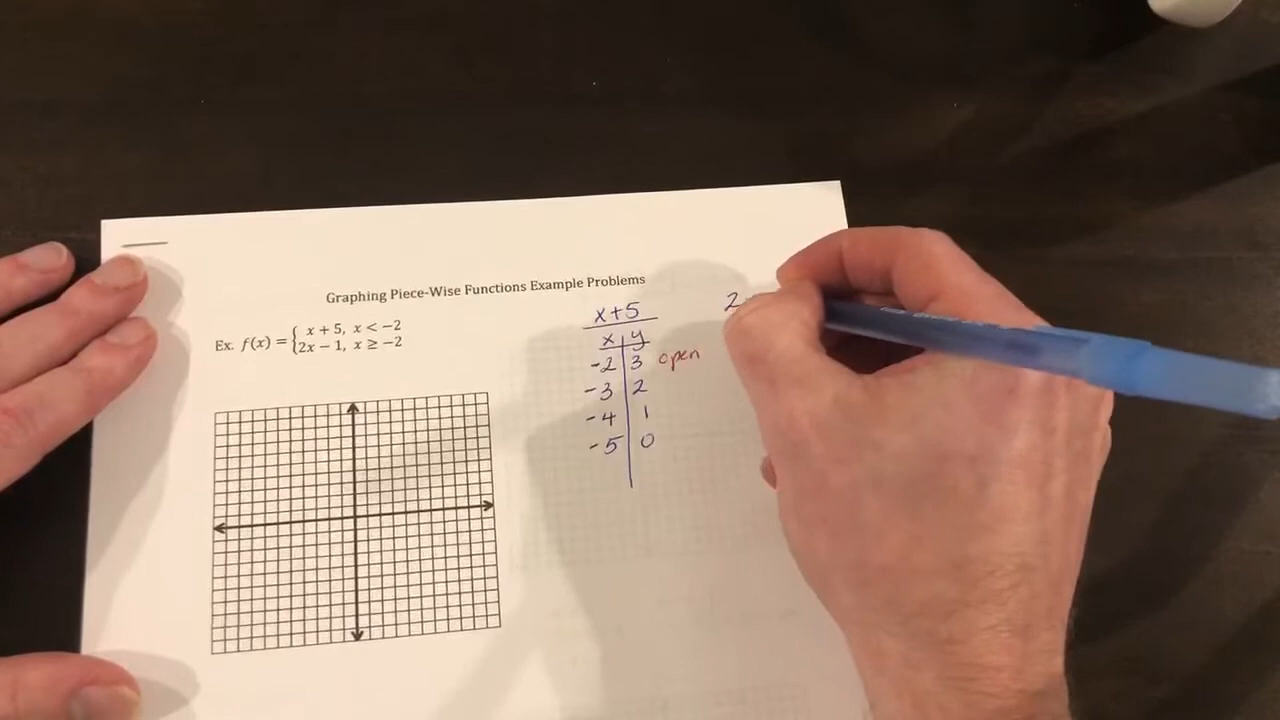 Graphing Piece-Wise Functions Example Problems
Ex. f(x) = { x + 5, x < −2
2x − 1, x ≥ −2
x+5
x y
-2 3 open
-3 2
-4 1
-5 0
2